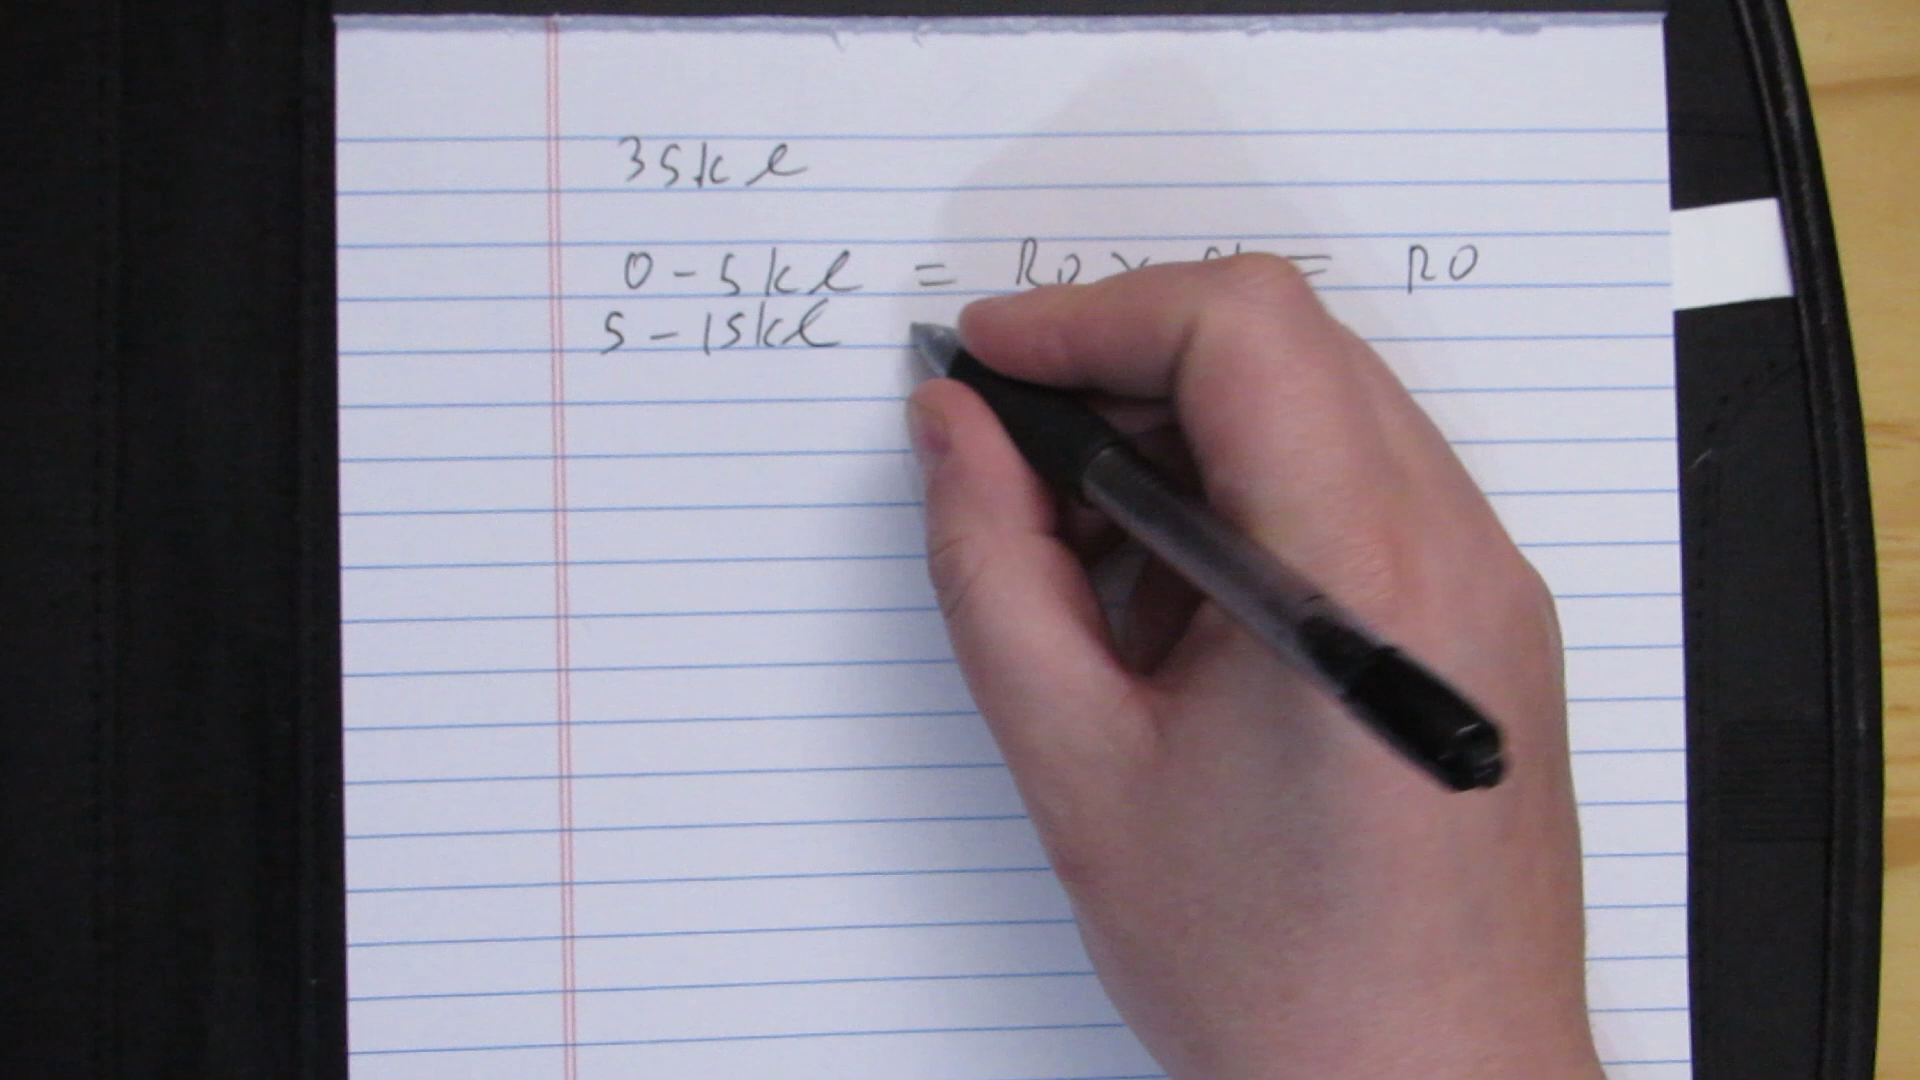 35kl
0 - 5kl = R0 × = R0
5 - 15kl